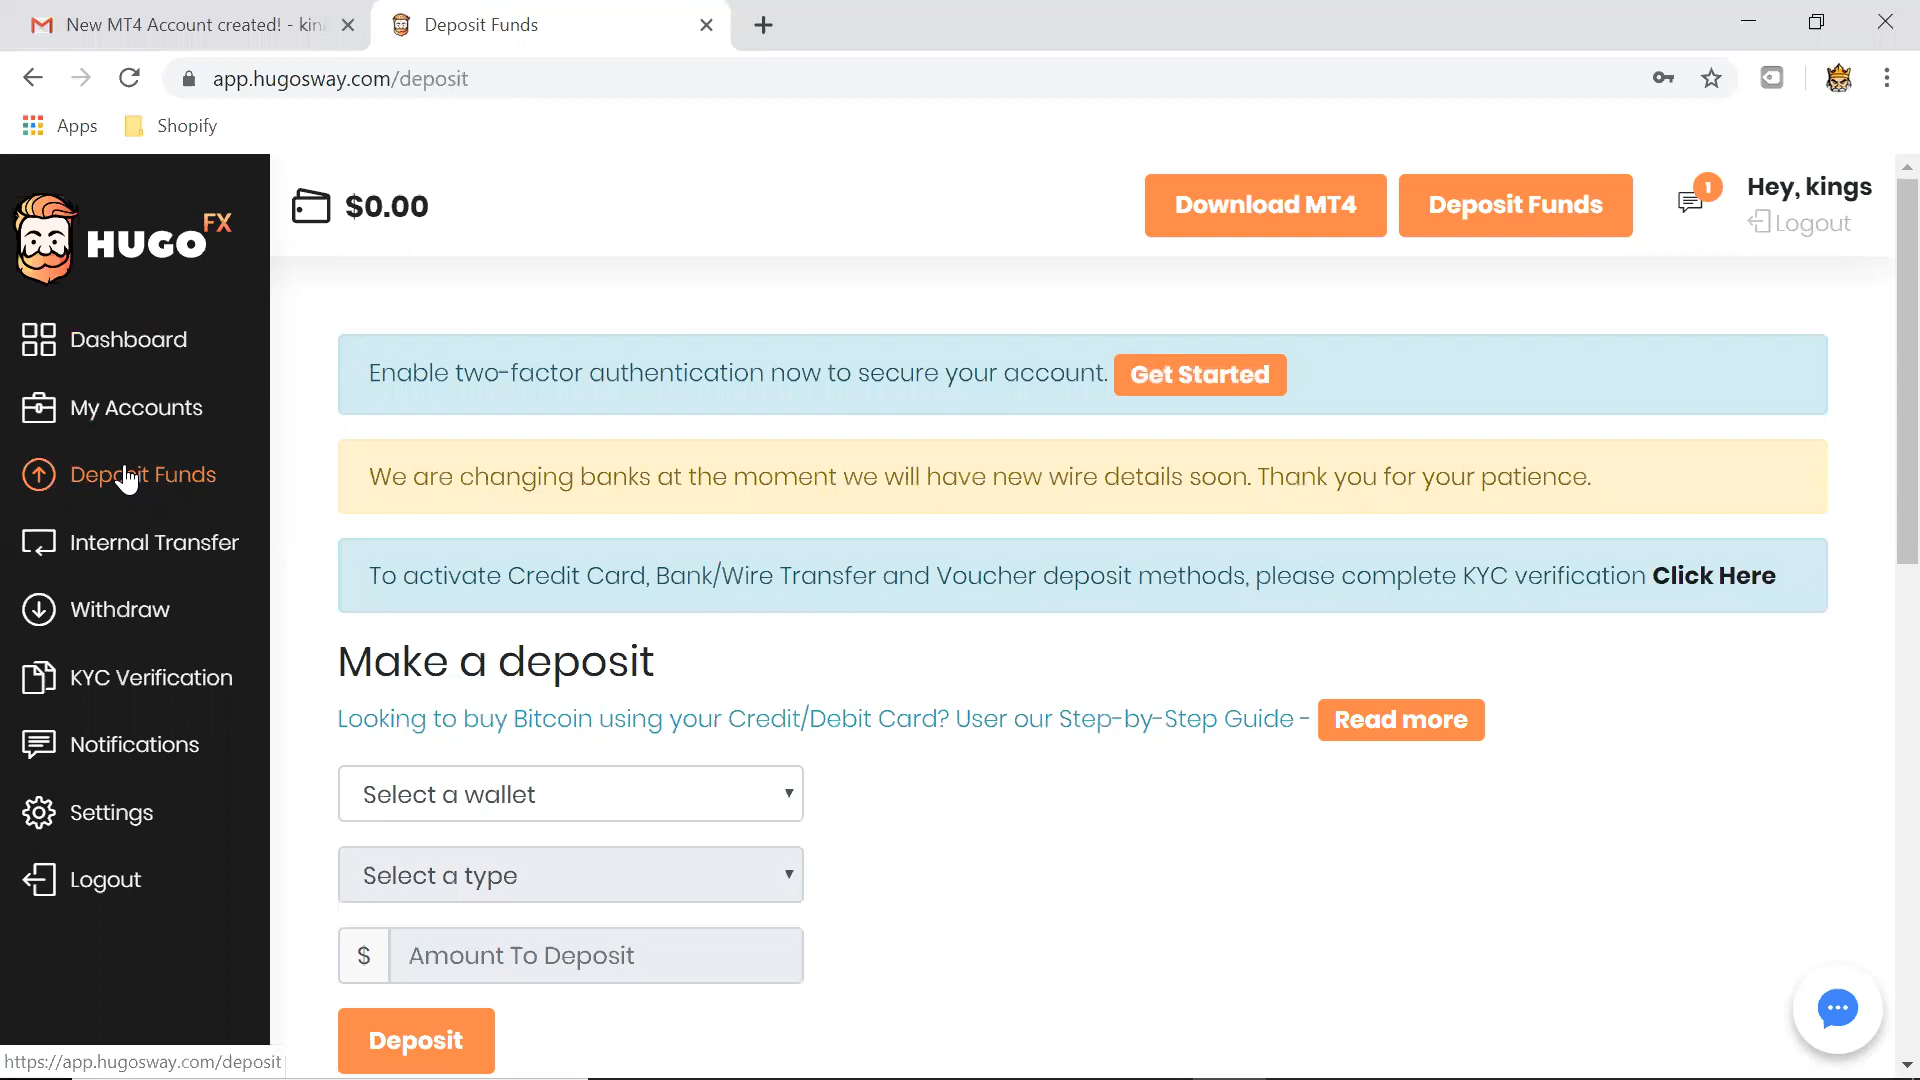 New MT4 Account created! - kin
Deposit Funds
app.hugosway.com/deposit
Apps
Shopify
HUGO FX
$0.00
Download MT4
Deposit Funds
1
Hey, kings
Logout
Dashboard
My Accounts
Deposit Funds
Internal Transfer
Withdraw
KYC Verification
Notifications
Settings
Logout
Enable two-factor authentication now to secure your account. Get Started
We are changing banks at the moment we will have new wire details soon. Thank you for your patience.
To activate Credit Card, Bank/Wire Transfer and Voucher deposit methods, please complete KYC verification Click Here
Make a deposit
Looking to buy Bitcoin using your Credit/Debit Card? User our Step-by-Step Guide - Read more
Select a wallet
Select a type
$ Amount To Deposit
Deposit
https://app.hugosway.com/deposit